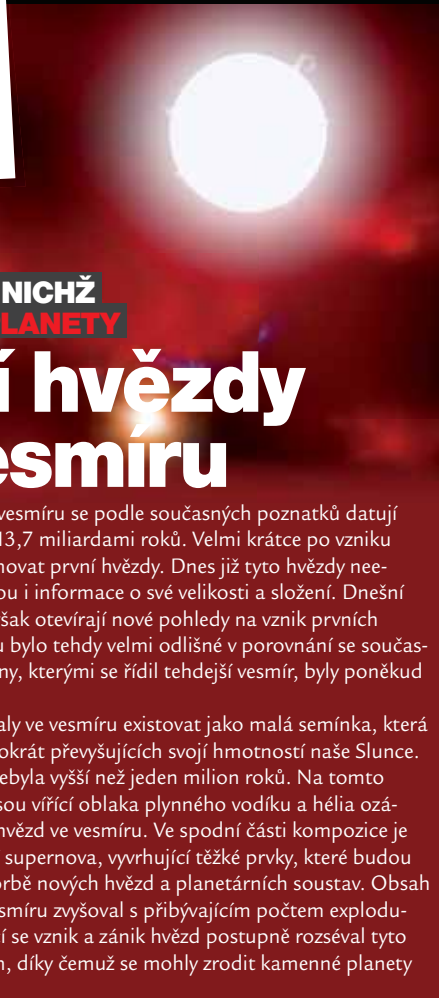 NICHŽ
LANETY
í hvězdy
esmíru
vesmíru se podle současných poznatků datují
13,7 miliardami roků. Velmi krátce po vzniku
novat první hvězdy. Dnes již tyto hvězdy nee-
ou i informace o své velikosti a složení. Dnešní
šak otevírají nové pohledy na vznik prvních
u bylo tehdy velmi odlišné v porovnání se součas-
ny, kterými se řídil tehdejší vesmír, byly poněkud
aly ve vesmíru existovat jako malá semínka, která
okrát převyšujících svojí hmotností naše Slunce.
ebyla vyšší než jeden milion roků. Na tomto
sou vířící oblaka plynného vodíku a hélia ozá-
hvězd ve vesmíru. Ve spodní části kompozice je
supernova, vyvrhující těžké prvky, které budou
orbě nových hvězd a planetárních soustav. Obsah
smíru zvyšoval s přibývajícím počtem explodu-
cí se vznik a zánik hvězd postupně rozséval tyto
n, díky čemuž se mohly zrodit kamenné planety